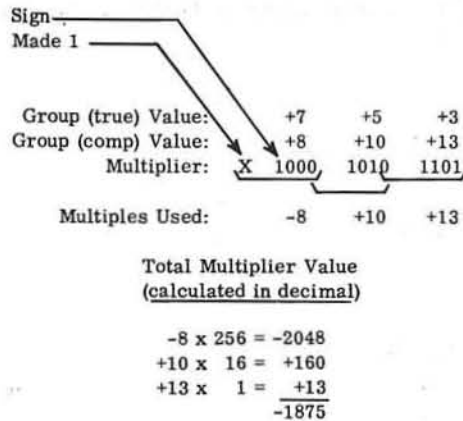 Sign
Made 1
Group (true) Value: +7 +5 +3
Group (comp) Value: +8 +10 +13
Multiplier: X 1000 1010 1101
Multiples Used: -8 +10 +13
Total Multiplier Value
(calculated in decimal)
-8 x 256 = -2048
+10 x 16 = +160
+13 x 1 = +13
-1875